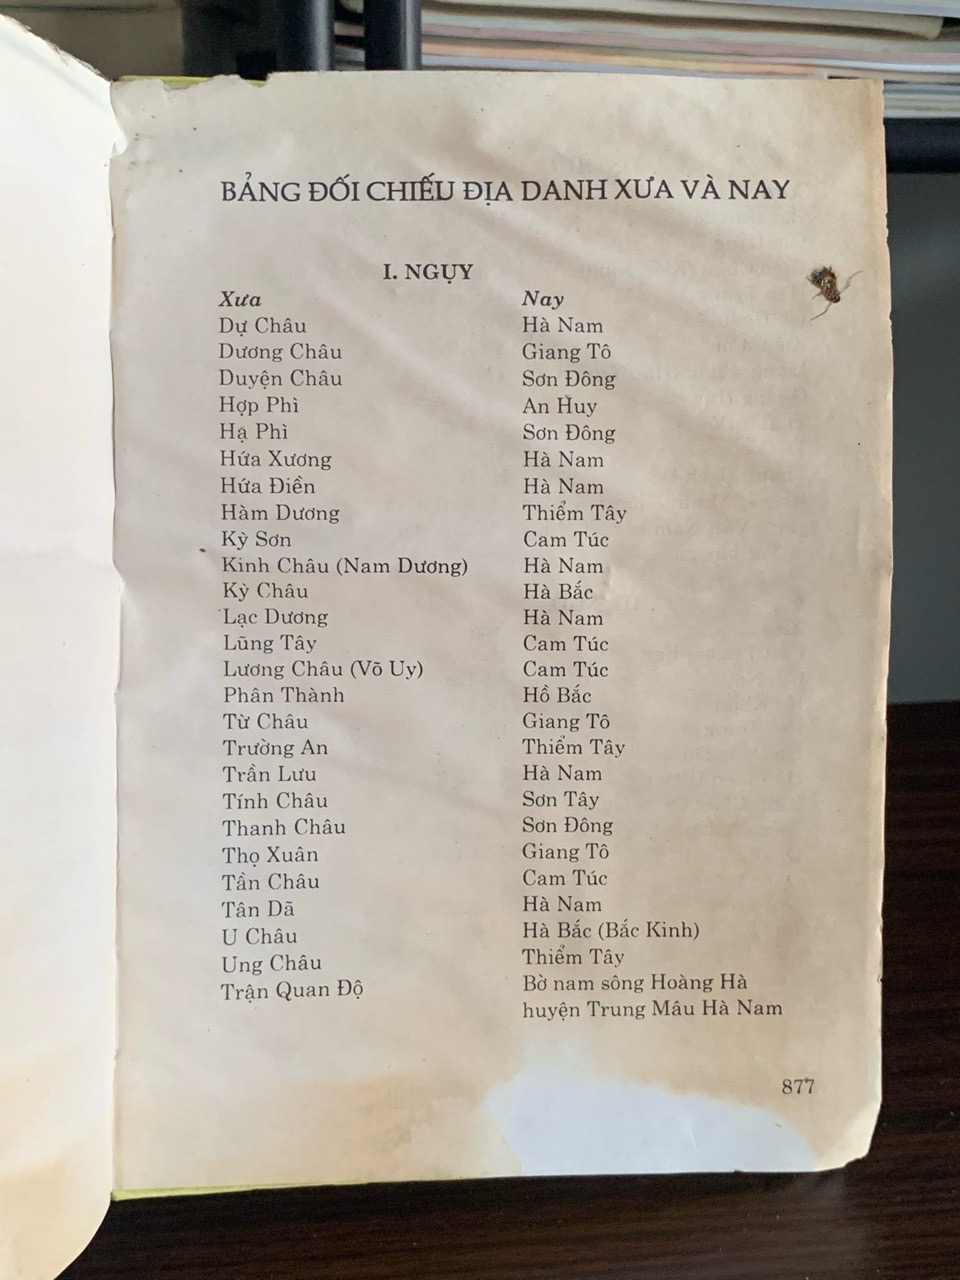 BẢNG ĐỐI CHIẾU ĐỊA DANH XƯA VÀ NAY
I. NGỤY
Xưa Nay
Dự Châu Hà Nam
Dương Châu Giang Tô
Duyện Châu Sơn Đông
Hợp Phì An Huy
Hạ Phì Sơn Đông
Hứa Xương Hà Nam
Hứa Điền Hà Nam
Hàm Dương Thiểm Tây
Kỳ Sơn Cam Túc
Kinh Châu (Nam Dương) Hà Nam
Kỳ Châu Hà Bắc
Lạc Dương Hà Nam
Lũng Tây Cam Túc
Lương Châu (Võ Uy) Cam Túc
Phân Thành Hồ Bắc
Từ Châu Giang Tô
Trường An Thiểm Tây
Trần Lưu Hà Nam
Tính Châu Sơn Tây
Thanh Châu Sơn Đông
Thọ Xuân Giang Tô
Tần Châu Cam Túc
Tân Dã Hà Nam
U Châu Hà Bắc (Bắc Kinh)
Ung Châu Thiểm Tây
Trận Quan Độ Bờ nam sông Hoàng Hà
huyện Trung Mâu Hà Nam
877